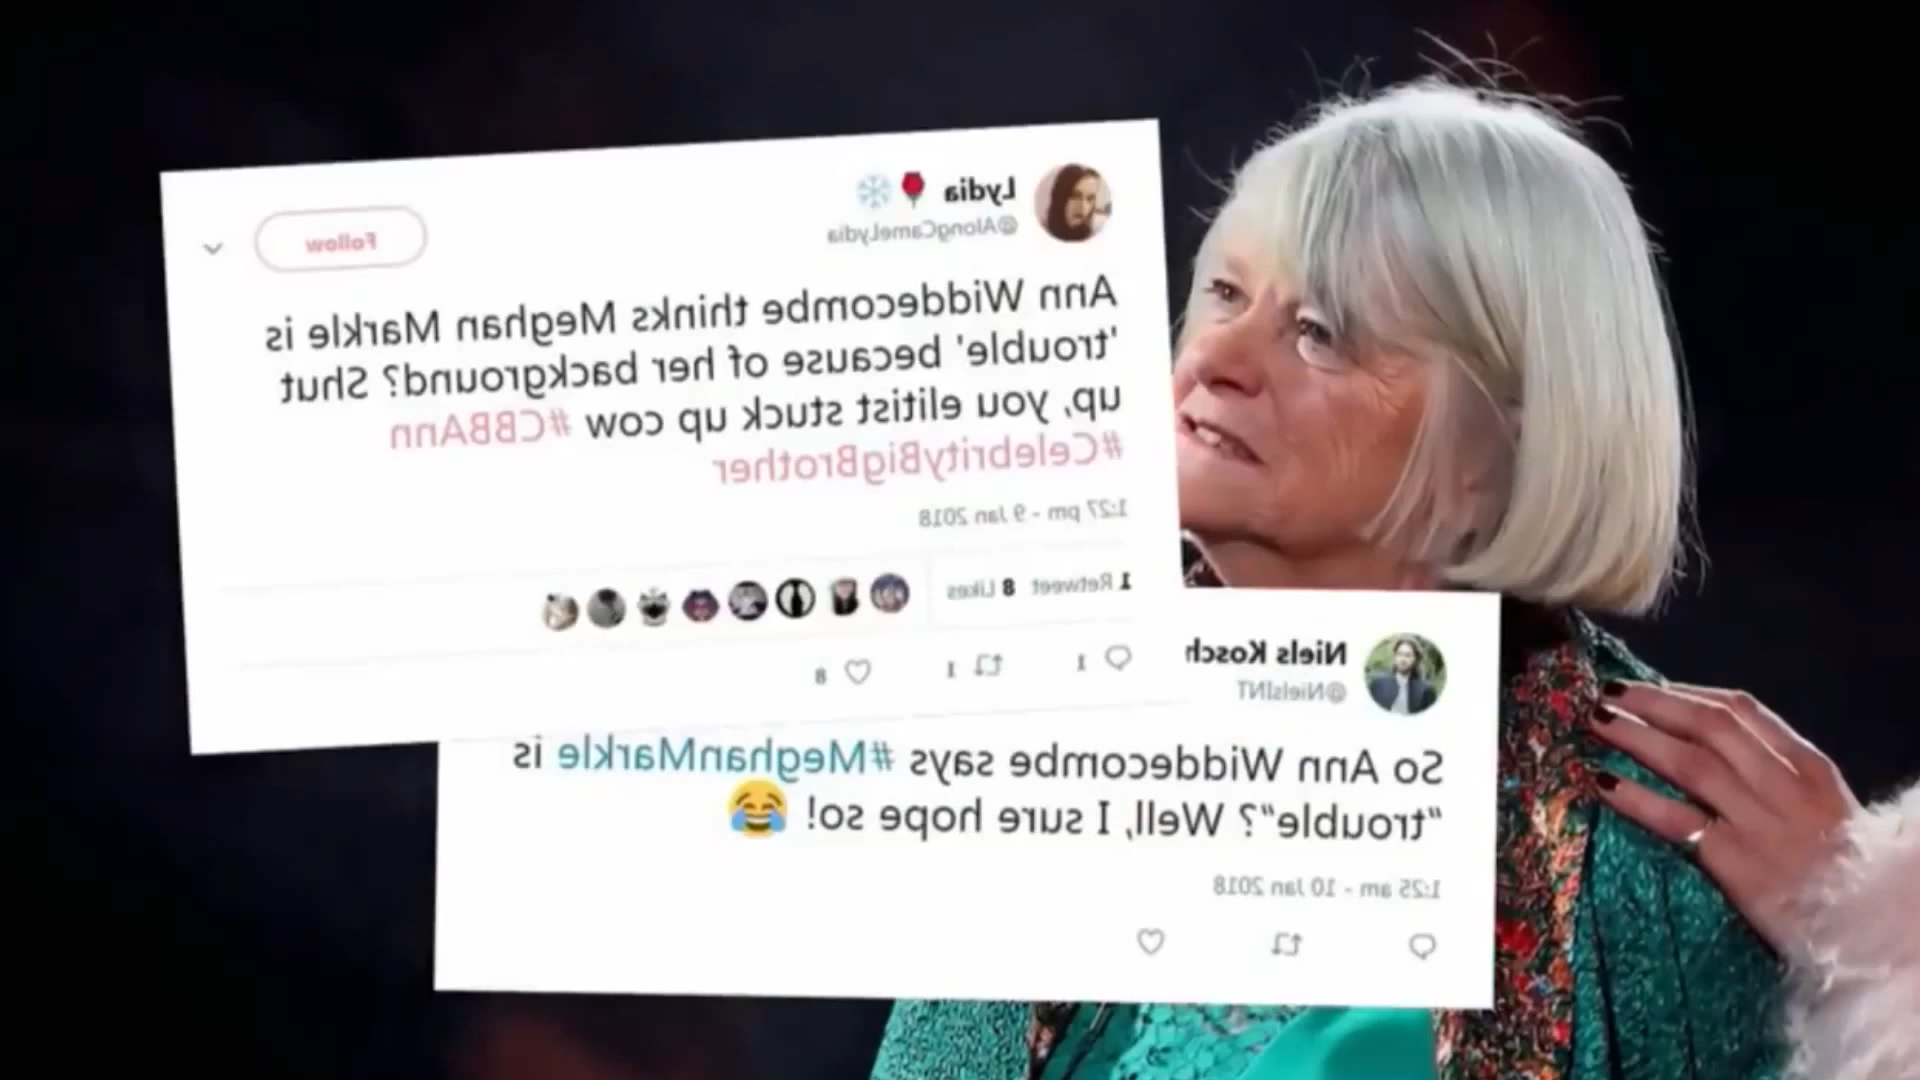 Lydia
@AlongCameLydia
Follow
Ann Widdecombe thinks Meghan Markle is
'trouble' because of her background? Shut
up, you elitist stuck up cow #CBBAnn
#CelebrityBigBrother
1:27 pm - 9 Jan 2018
1 Retweet 8 Likes
1 1 8
Niels Kosch
@NielsINT
So Ann Widdecombe says #MeghanMarkle is
“trouble“? Well, I sure hope so! 😂
1:25 am - 10 Jan 2018